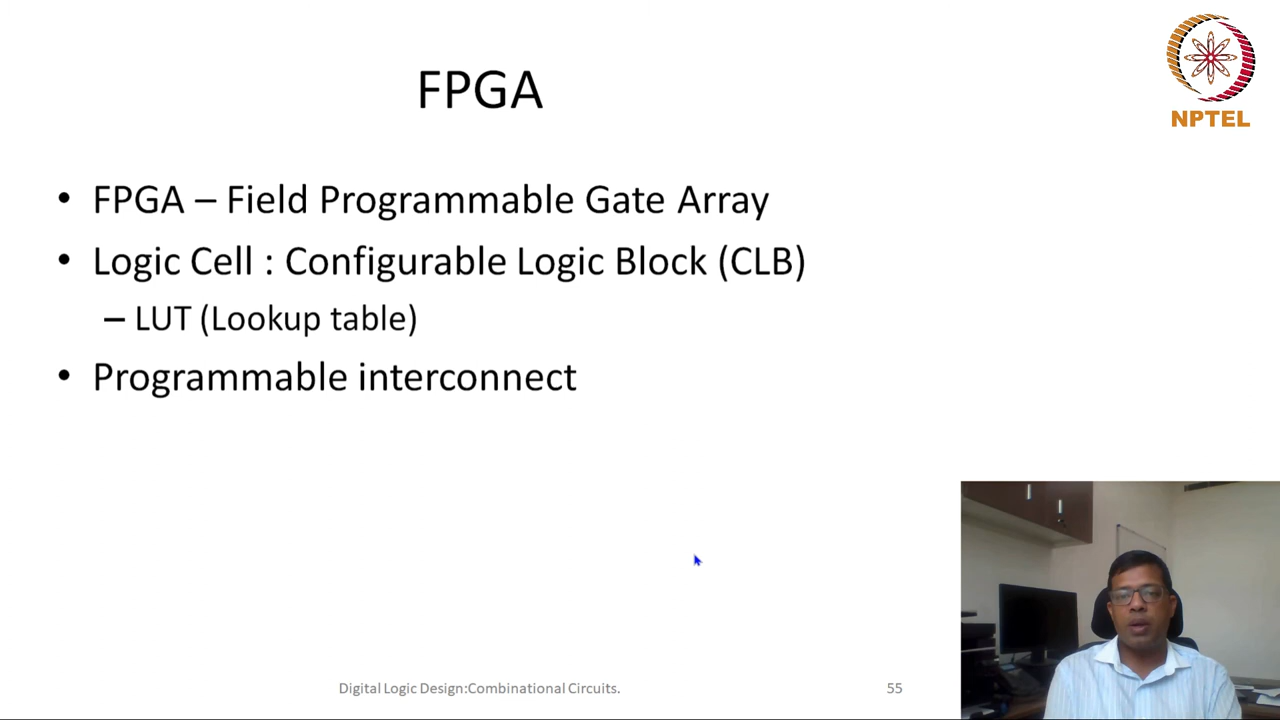 FPGA
NPTEL
• FPGA – Field Programmable Gate Array
• Logic Cell : Configurable Logic Block (CLB)
– LUT (Lookup table)
• Programmable interconnect
Digital Logic Design:Combinational Circuits.
55